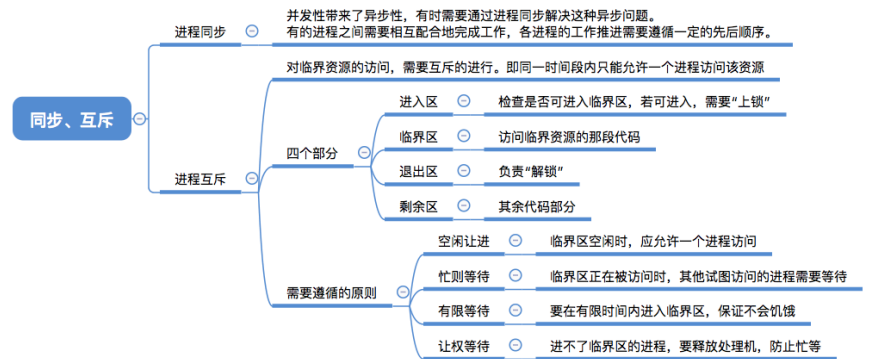 同步、互斥
进程同步
并发性带来了异步性，有时需要通过进程同步解决这种异步问题。
有的进程之间需要相互配合地完成工作，各进程的工作推进需要遵循一定的先后顺序。
进程互斥
对临界资源的访问，需要互斥的进行。即同一时间段内只能允许一个进程访问该资源
四个部分
进入区
检查是否可进入临界区，若可进入，需要“上锁”
临界区
访问临界资源的那段代码
退出区
负责“解锁”
剩余区
其余代码部分
需要遵循的原则
空闲让进
临界区空闲时，应允许一个进程访问
忙则等待
临界区正在被访问时，其他试图访问的进程需要等待
有限等待
要在有限时间内进入临界区，保证不会饥饿
让权等待
进不了临界区的进程，要释放处理机，防止忙等